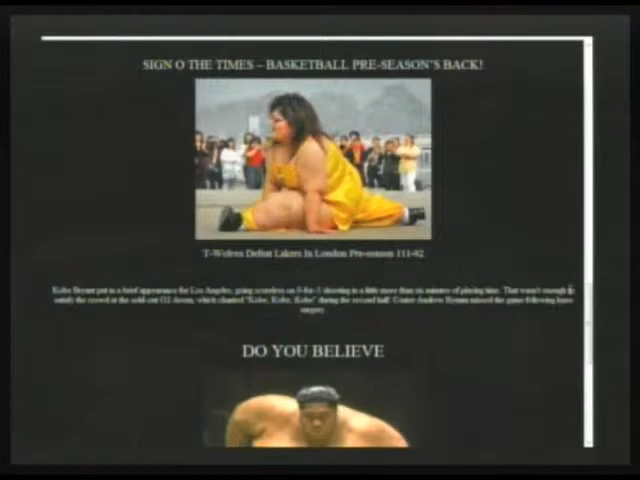 SIGN O THE TIMES – BASKETBALL PRE-SEASON'S BACK!
T-Wolves Defeat Lakers In London Pre-season 111-92
Kobe Bryant put in a brief appearance for Los Angeles, going scoreless on 0-for-3 shooting in a little more than six minutes of playing time. That wasn't enough to
satisfy the crowd at the sold-out O2 Arena, which chanted "Kobe, Kobe, Kobe" during the second half. Center Andrew Bynum missed the game following knee
surgery.
DO YOU BELIEVE